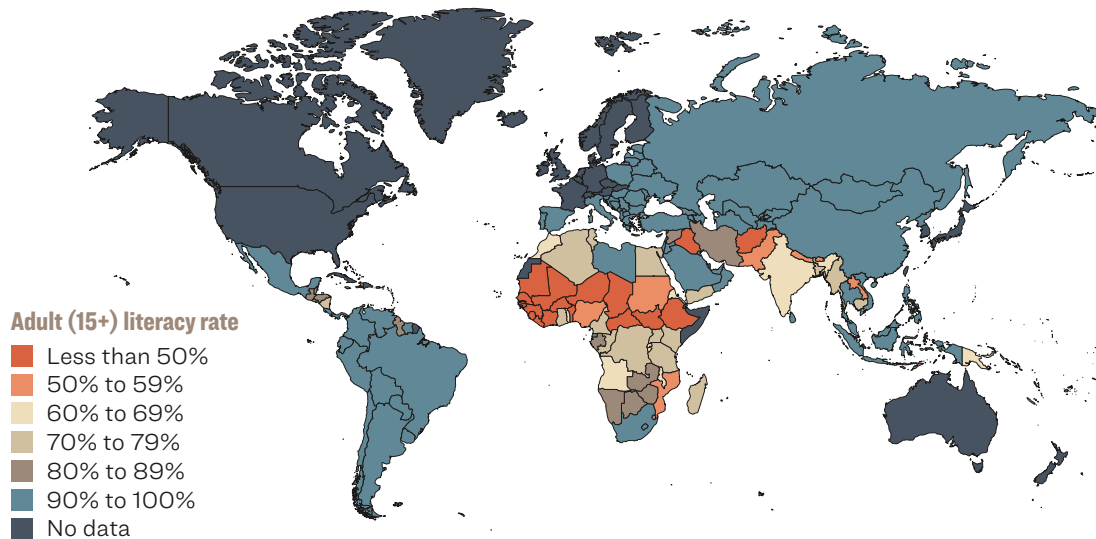 Adult (15+) literacy rate
Less than 50%
50% to 59%
60% to 69%
70% to 79%
80% to 89%
90% to 100%
No data